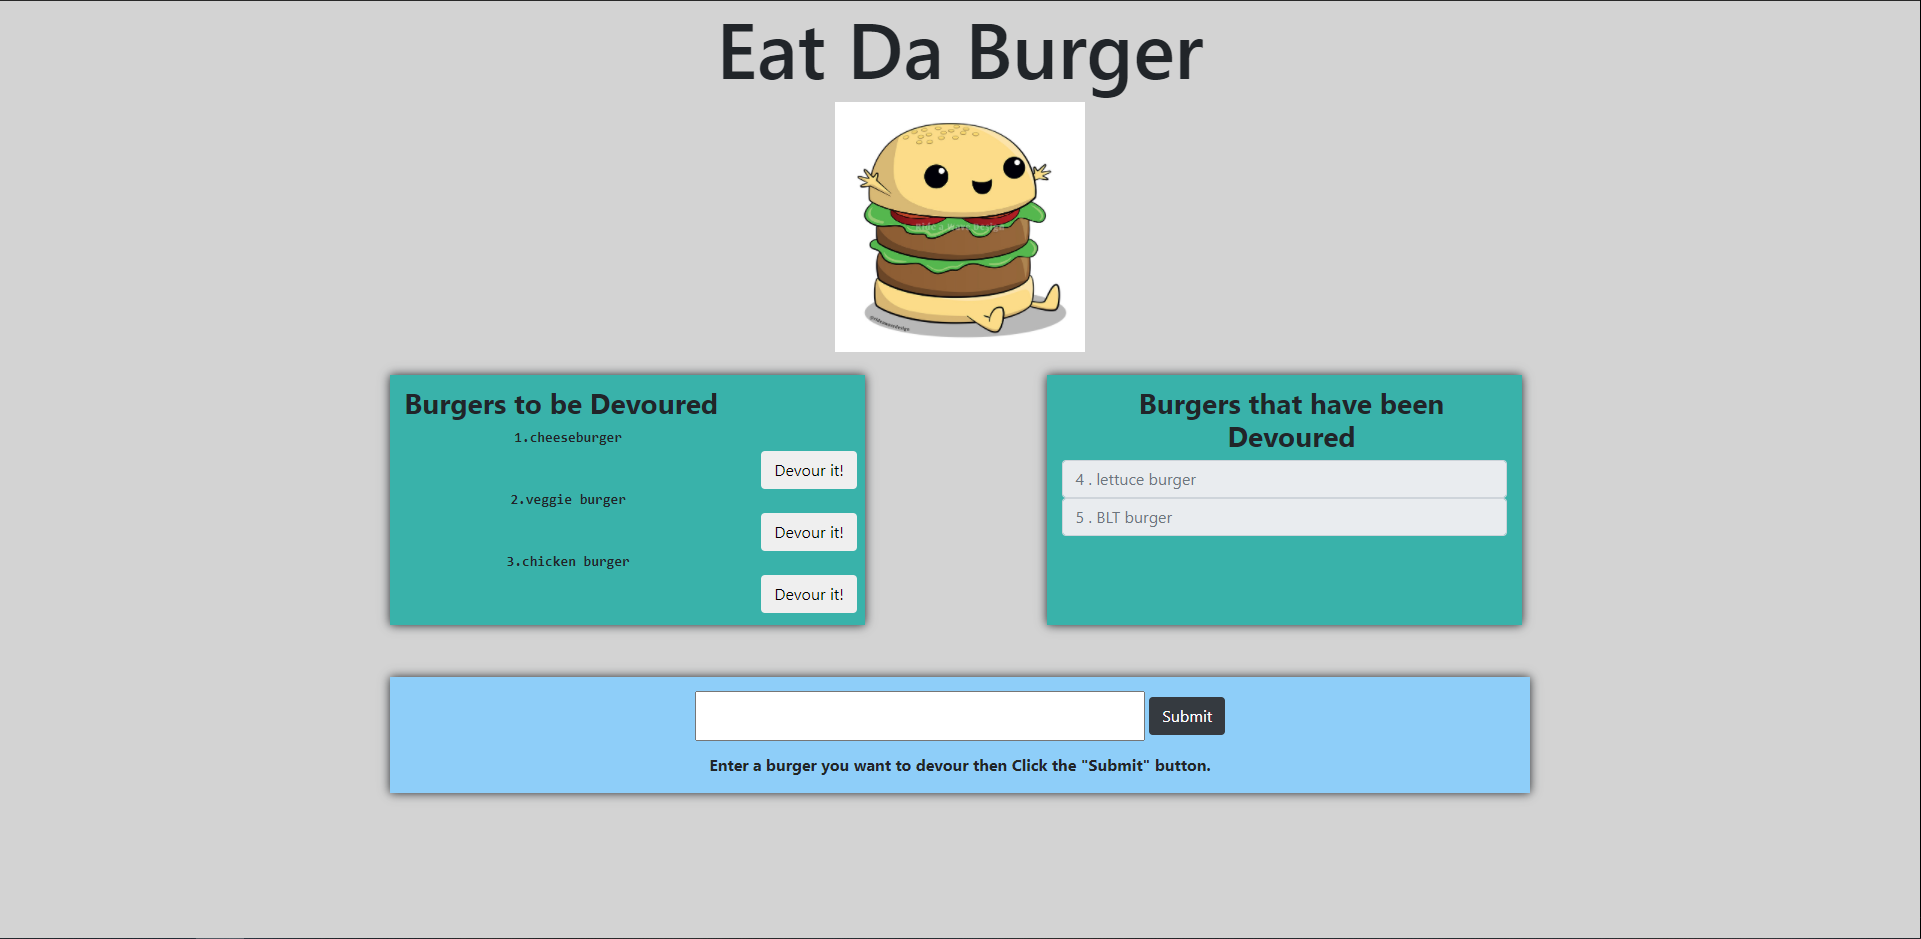 Eat Da Burger
Burgers to be Devoured
1.cheeseburger
Devour it!
2.veggie burger
Devour it!
3.chicken burger
Devour it!
Burgers that have been
Devoured
4 . lettuce burger
5 . BLT burger
Submit
Enter a burger you want to devour then Click the "Submit" button.